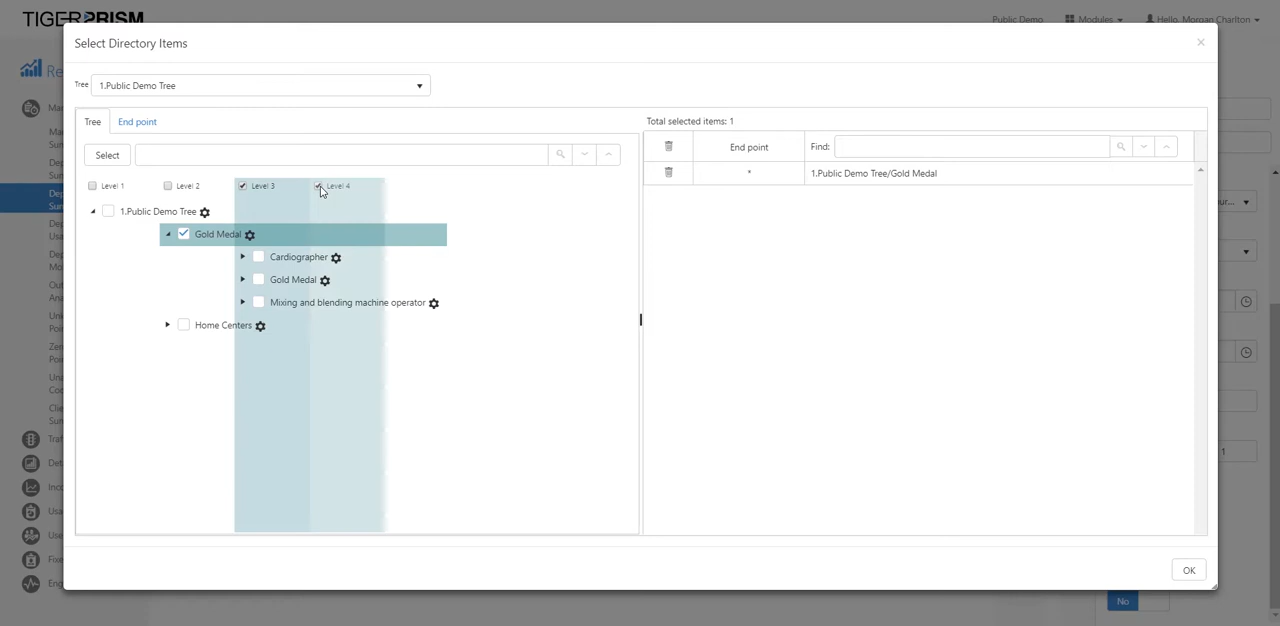 TIGERPRISM
Public Demo
Modules
Hello, Morgan Charlton
Select Directory Items
Tree
1.Public Demo Tree
Tree
End point
Total selected items: 1
Select
End point
Find:
*
1.Public Demo Tree/Gold Medal
Level 1
Level 2
Level 3
Level 4
1.Public Demo Tree
Gold Medal
Cardiographer
Gold Medal
Mixing and blending machine operator
Home Centers
OK
No
1